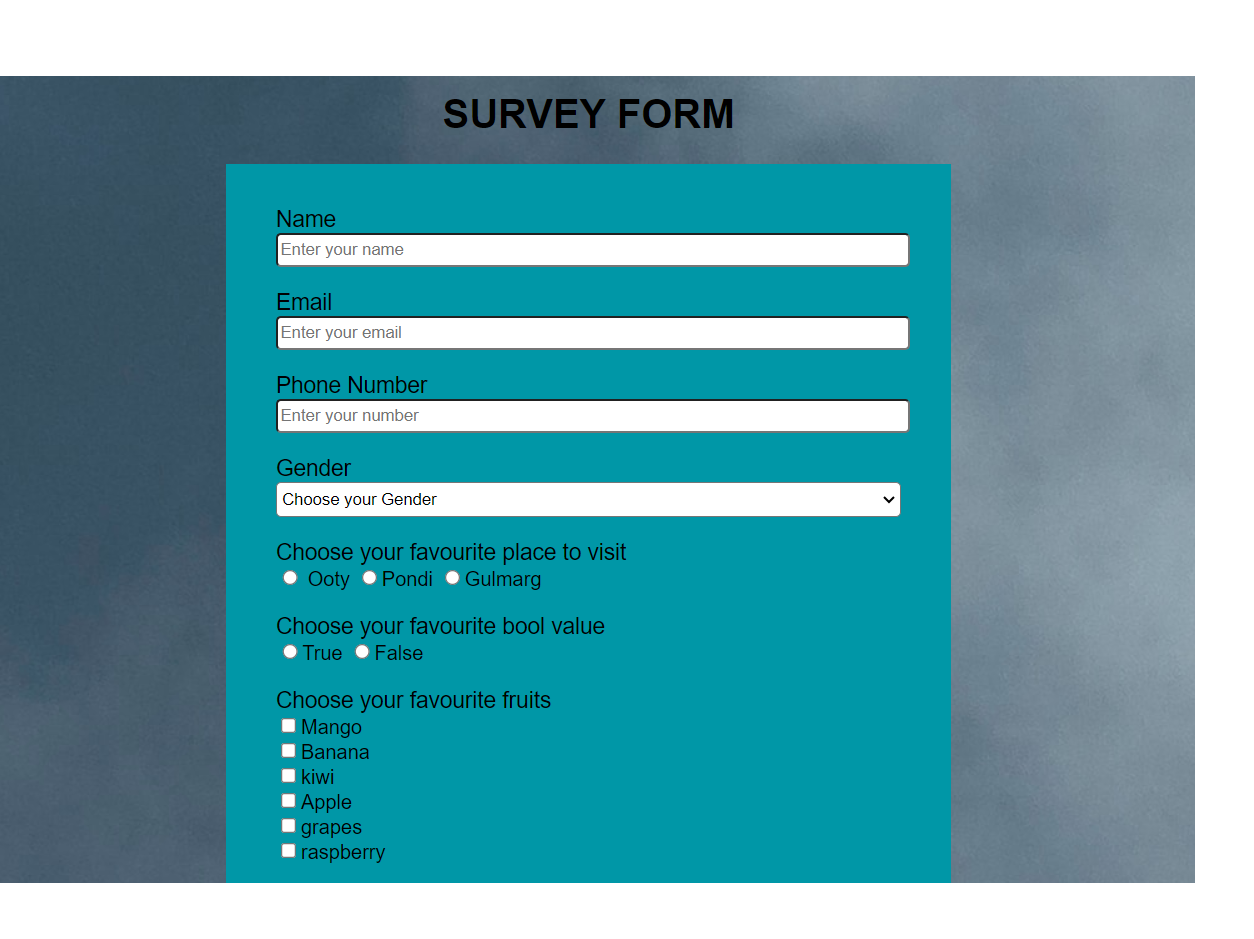 SURVEY FORM
Name
Enter your name
Email
Enter your email
Phone Number
Enter your number
Gender
Choose your Gender
Choose your favourite place to visit
Ooty Pondi Gulmarg
Choose your favourite bool value
True False
Choose your favourite fruits
Mango
Banana
kiwi
Apple
grapes
raspberry